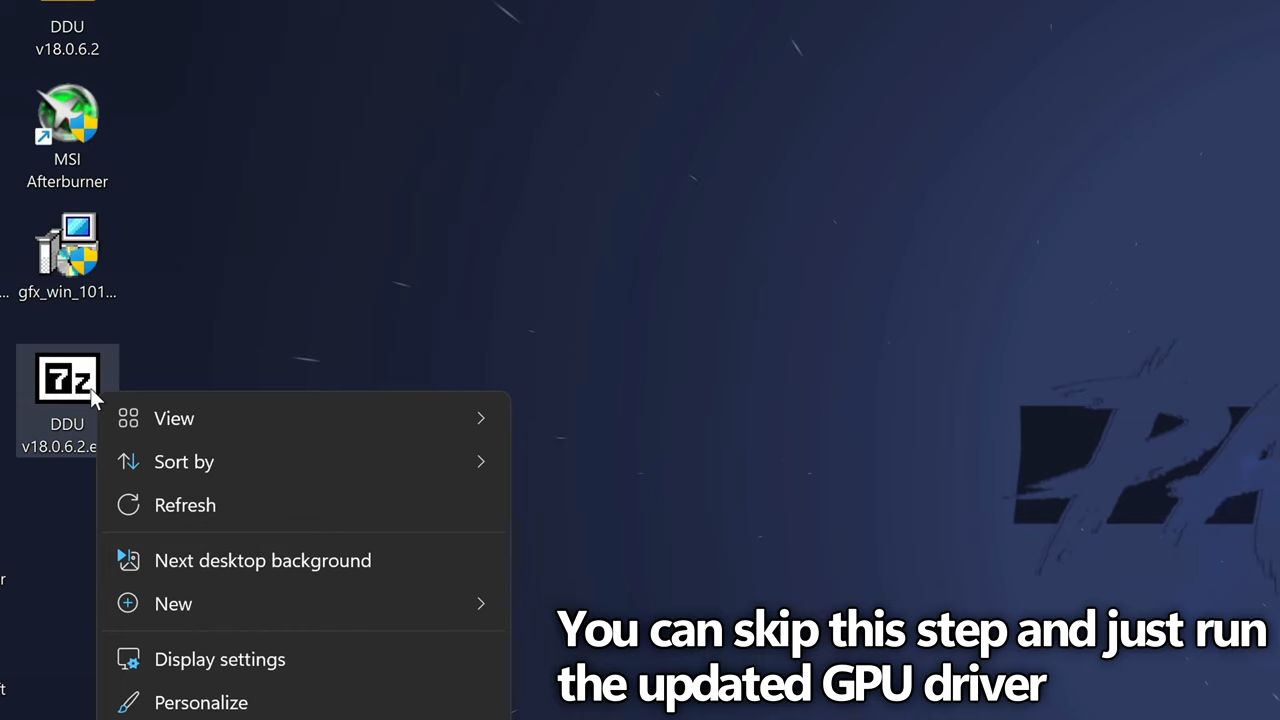 DDU
v18.0.6.2
MSI
Afterburner
gfx_win_101...
7z
DDU
v18.0.6.2.e
View
Sort by
Refresh
Next desktop background
New
Display settings
Personalize
You can skip this step and just run
the updated GPU driver